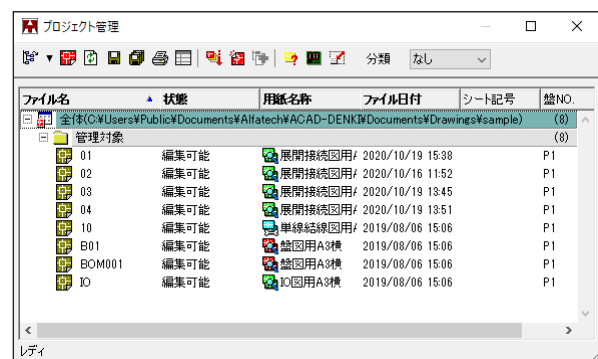 プロジェクト管理
分類 なし
ファイル名 状態 用紙名称 ファイル日付 シート記号 盤NO.
全体(C:¥Users¥Public¥Documents¥Alfatech¥ACAD-DENKI¥Documents¥Drawings¥sample) (8)
管理対象 (8)
01 編集可能 展開接続図用A 2020/10/19 15:38 P1
02 編集可能 展開接続図用A 2020/10/16 11:52 P1
03 編集可能 展開接続図用A 2020/10/19 13:45 P1
04 編集可能 展開接続図用A 2020/10/19 13:51 P1
10 編集可能 単線結線図用A 2019/08/06 15:06 P1
B01 編集可能 盤図用A3横 2019/08/06 15:06 P1
BOM001 編集可能 盤図用A3横 2019/08/06 15:06 P1
IO 編集可能 IO図用A3横 2019/08/06 15:06 P1
レディ